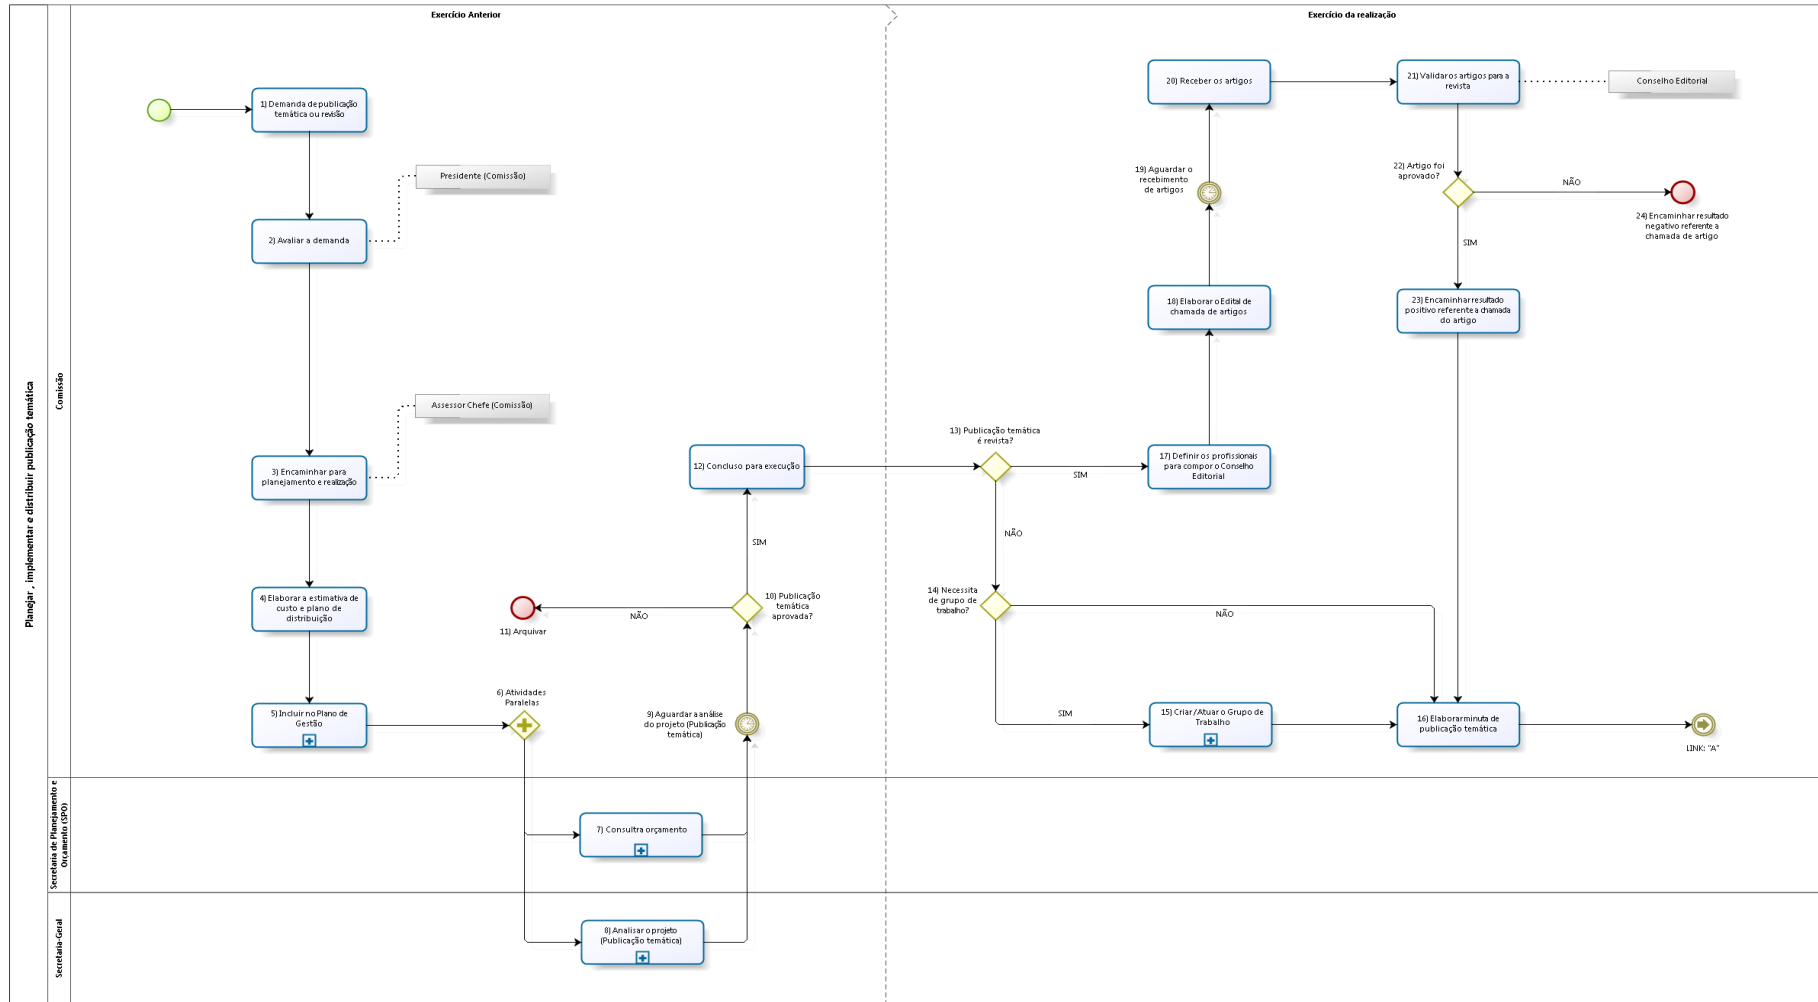 Exercício Anterior
Exercício da realização
Planejar , implementar e distribuir publicação temática
Comissão
Secretaria de Planejamento e
Orçamento (SPO)
Secretaria-Geral
1) Demanda de publicação
temática ou revisão
Presidente (Comissão)
2) Avaliar a demanda
Assessor Chefe (Comissão)
3) Encaminhar para
planejamento e realização
4) Elaborar a estimativa de
custo e plano de
distribuição
5) Incluir no Plano de
Gestão
6) Atividades
Paralelas
7) Consultra orçamento
8) Analisar o projeto
(Publicação temática)
9) Aguardar a análise
do projeto (Publicação
temática)
10) Publicação
temática
aprovada?
NÃO
11) Arquivar
SIM
12) Concluso para execução
13) Publicação temática
é revista?
SIM
NÃO
14) Necessita
de grupo de
trabalho?
NÃO
SIM
15) Criar/Atuar o Grupo de
Trabalho
16) Elaborar minuta de
publicação temática
LINK: "A"
17) Definir os profissionais
para compor o Conselho
Editorial
18) Elaborar o Edital de
chamada de artigos
19) Aguardar o
recebimento
de artigos
20) Receber os artigos
21) Validar os artigos para a
revista
Conselho Editorial
22) Artigo foi
aprovado?
NÃO
24) Encaminhar resultado
negativo referente a
chamada de artigo
SIM
23) Encaminhar resultado
positivo referente a chamada
do artigo